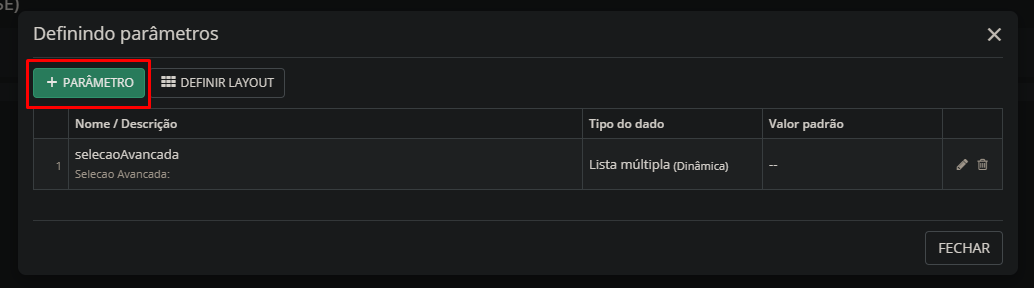 SE)
Definindo parâmetros
+ PARÂMETRO
DEFINIR LAYOUT
Nome / Descrição
Tipo do dado
Valor padrão
1
selecaoAvancada
Selecao Avancada:
Lista múltipla (Dinâmica)
--
FECHAR